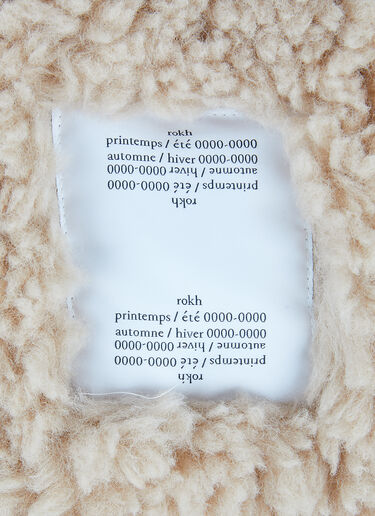 rokh
printemps / été 0000-0000
automne / hiver 0000-0000
automne / hiver 0000-0000
printemps / été 0000-0000
rokh
rokh
printemps / été 0000-0000
automne / hiver 0000-0000
automne / hiver 0000-0000
printemps / été 0000-0000
rokh